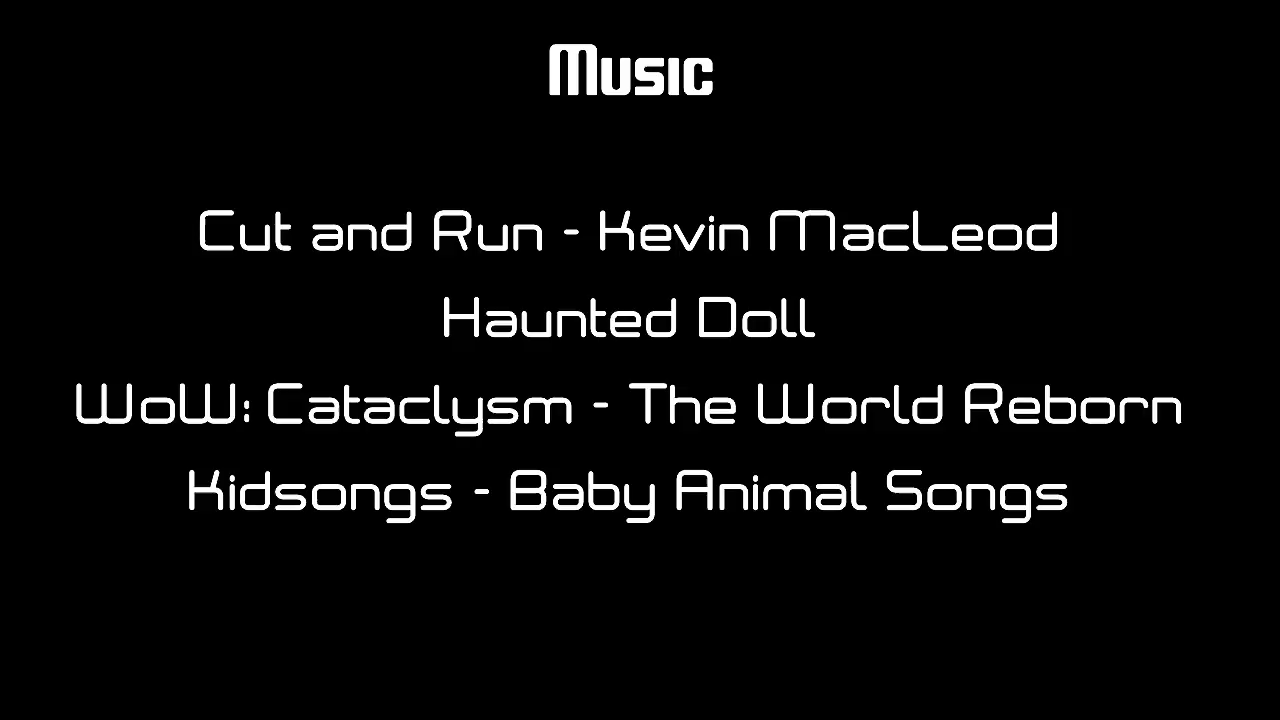 Music
Cut and Run - Kevin MacLeod
Haunted Doll
WoW: Cataclysm - The World Reborn
Kidsongs - Baby Animal Songs